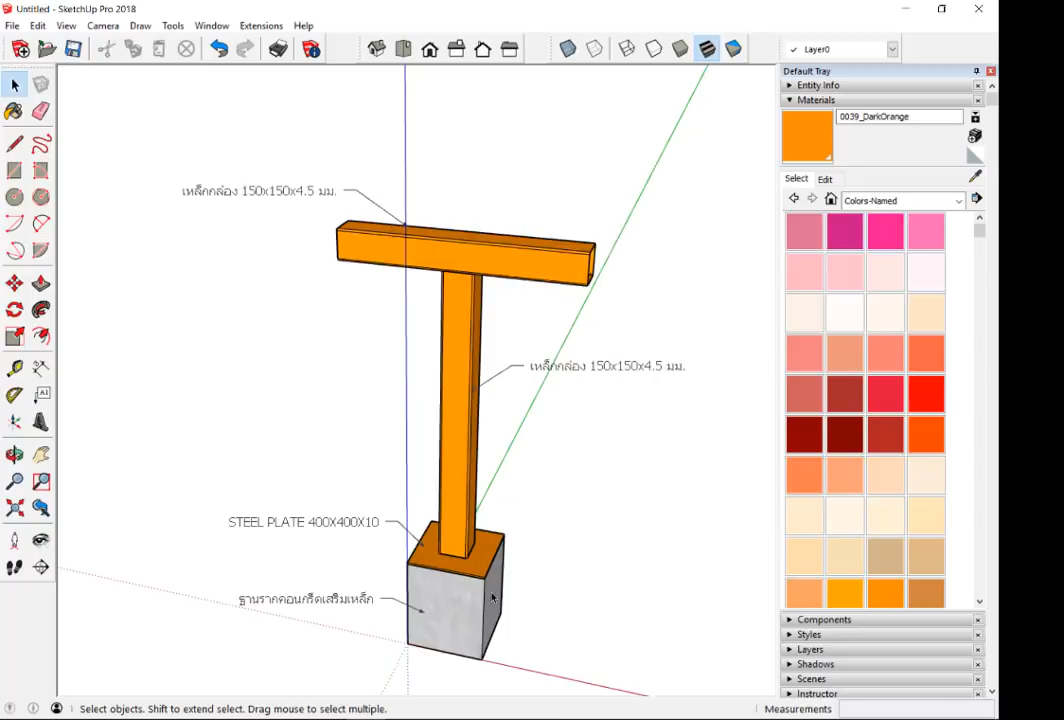 Untitled - SketchUp Pro 2018
File Edit View Camera Draw Tools Window Extensions Help
Layer0
Default Tray
Entity Info
Materials
0039_DarkOrange
Select Edit
Colors-Named
เหล็กกล่อง 150x150x4.5 มม.
เหล็กกล่อง 150x150x4.5 มม.
STEEL PLATE 400X400X10
ฐานรากคอนกรีตเสริมเหล็ก
Components
Styles
Layers
Shadows
Scenes
Instructor
Select objects. Shift to extend select. Drag mouse to select multiple.
Measurements